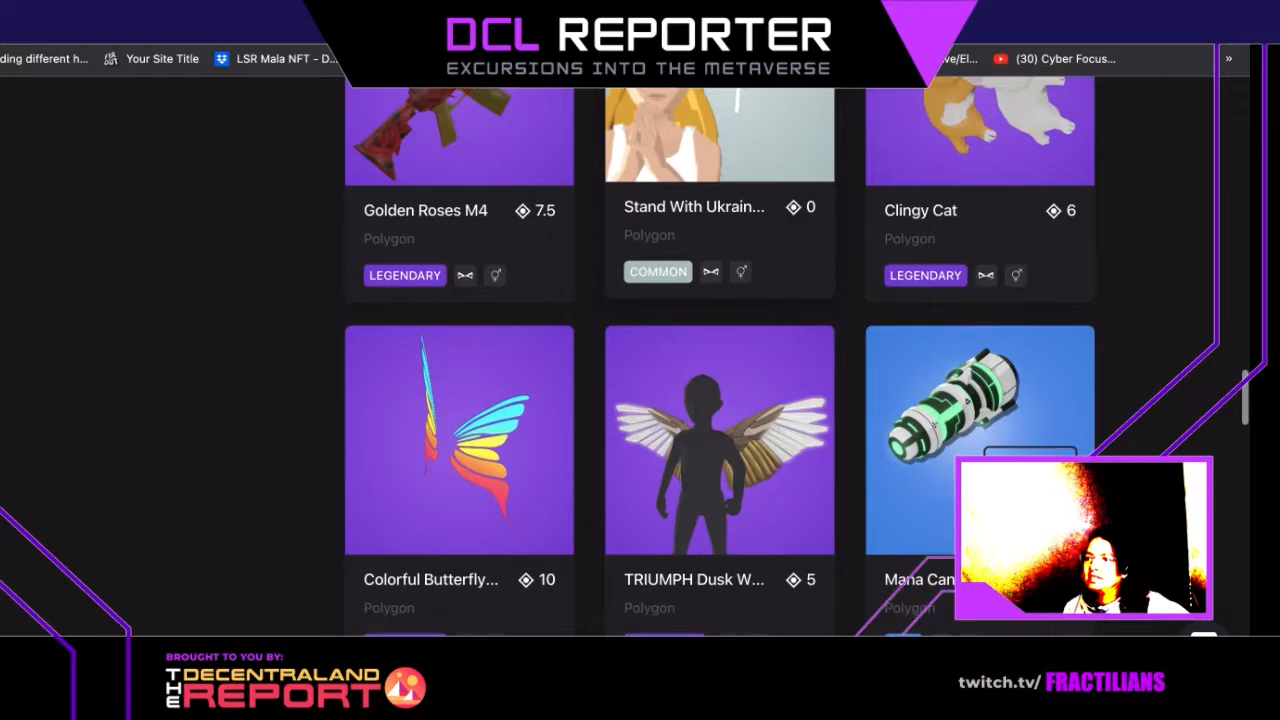 DCL REPORTER
EXCURSIONS INTO THE METAVERSE
ding different h...
Your Site Title
LSR Mala NFT - D...
ve/El...
(30) Cyber Focus...
»
Golden Roses M4 7.5
Polygon
LEGENDARY
Stand With Ukrain... 0
Polygon
COMMON
Clingy Cat 6
Polygon
LEGENDARY
Colorful Butterfly... 10
Polygon
TRIUMPH Dusk W... 5
Polygon
Mana Can
Polygon
BROUGHT TO YOU BY:
THE DECENTRALAND
REPORT
twitch.tv/ FRACTILIANS